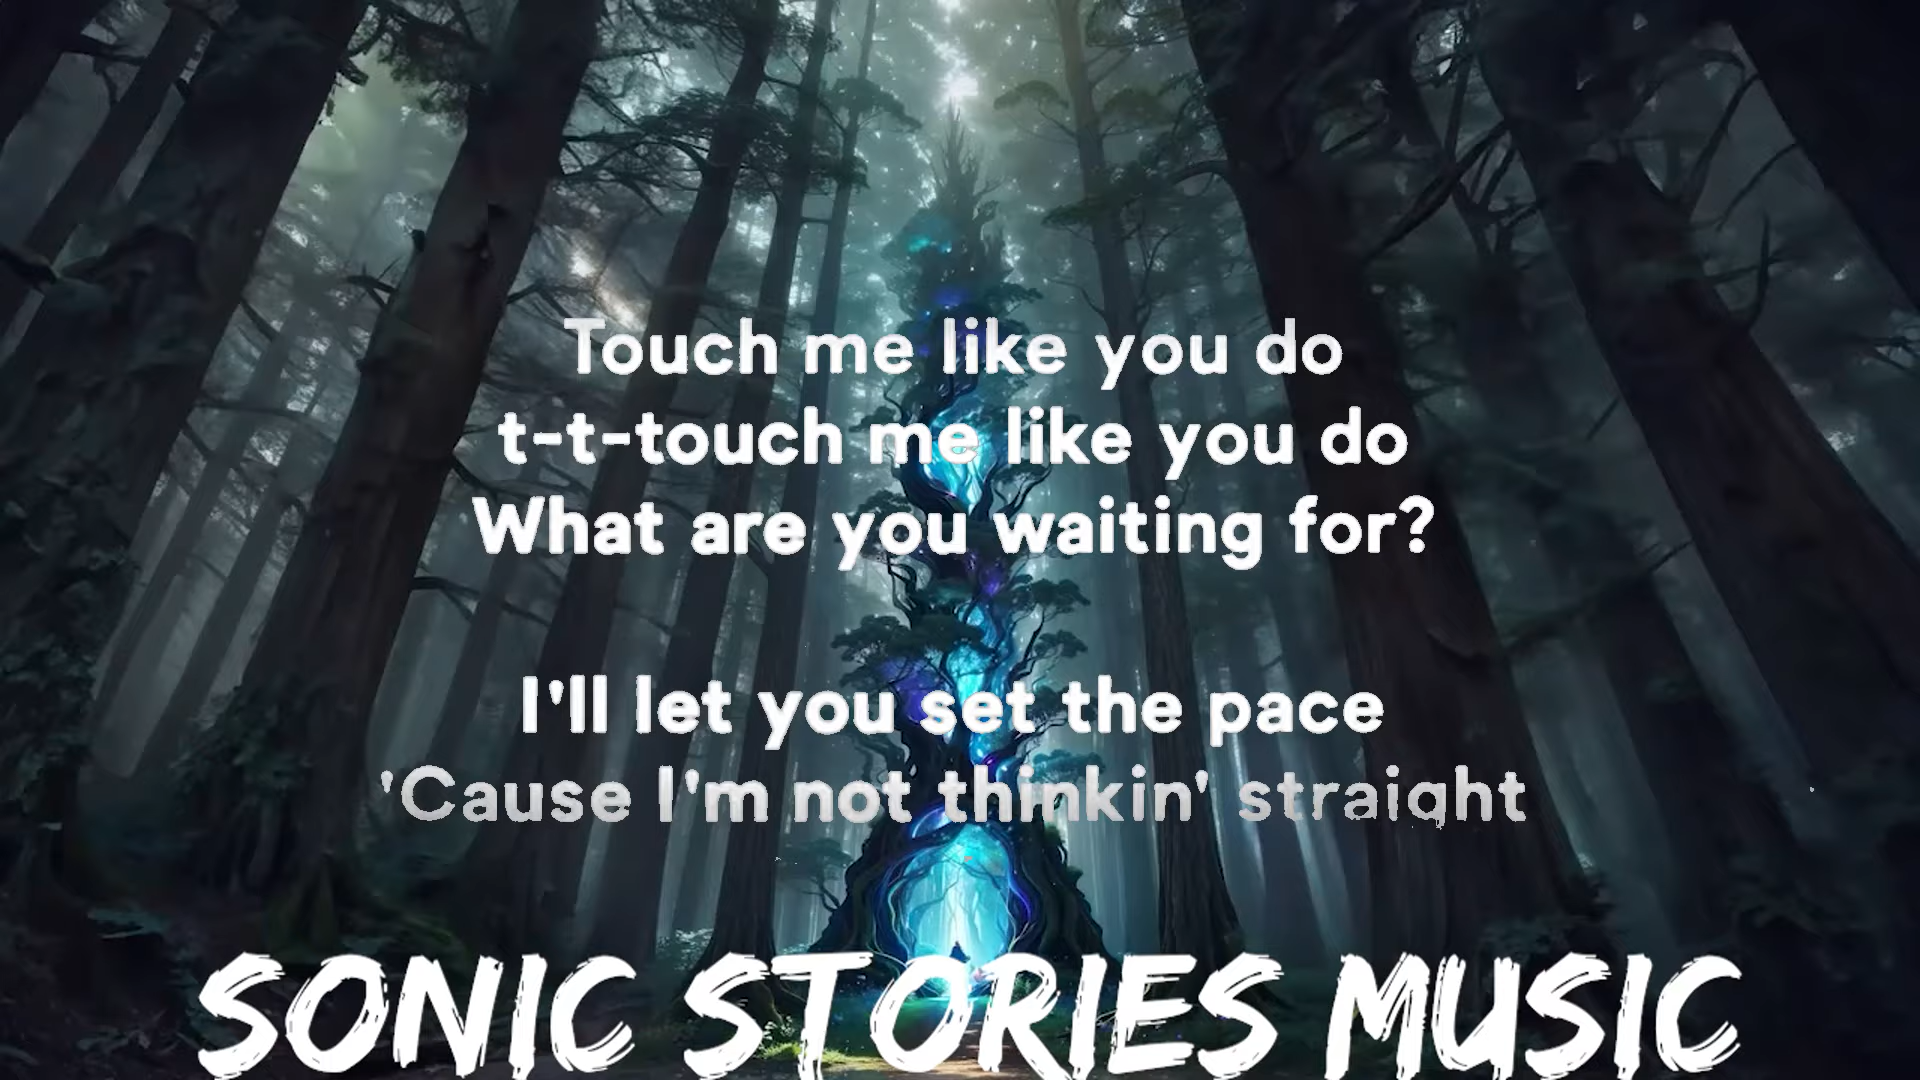 Touch me like you do
t-t-touch me like you do
What are you waiting for?
I'll let you set the pace
'Cause I'm not thinkin' straight
SONIC STORIES MUSIC